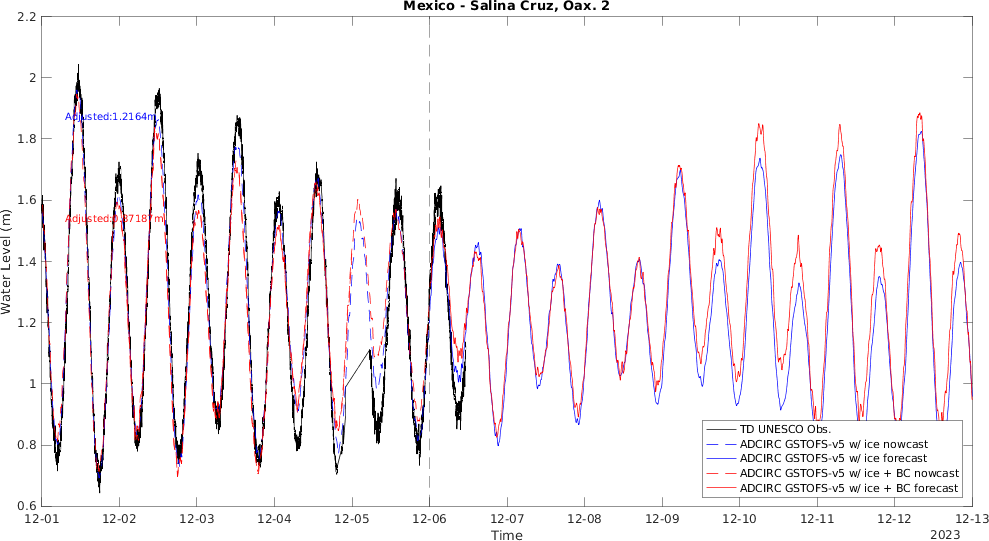 Mexico - Salina Cruz, Oax. 2
2.2
2
1.8
1.6
1.4
1.2
1
0.8
0.6
Water Level (m)
Adjusted:1.2164m
Adjusted:0.87187m
TD UNESCO Obs.
ADCIRC GSTOFS-v5 w/ ice nowcast
ADCIRC GSTOFS-v5 w/ ice forecast
ADCIRC GSTOFS-v5 w/ ice + BC nowcast
ADCIRC GSTOFS-v5 w/ ice + BC forecast
12-01 12-02 12-03 12-04 12-05 12-06 12-07 12-08 12-09 12-10 12-11 12-12 12-13
Time
2023